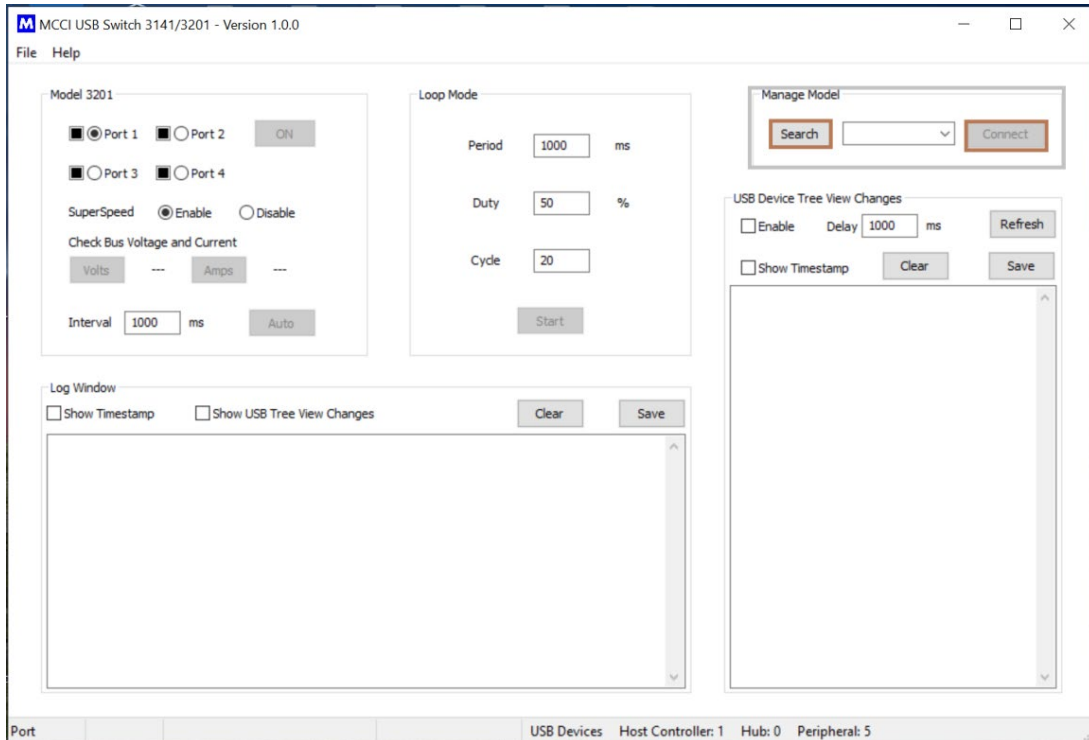 M MCCI USB Switch 3141/3201 - Version 1.0.0
File Help
Model 3201
Port 1 Port 2 ON
Port 3 Port 4
SuperSpeed Enable Disable
Check Bus Voltage and Current
Volts --- Amps ---
Interval 1000 ms Auto
Loop Mode
Period 1000 ms
Duty 50 %
Cycle 20
Start
Manage Model
Search Connect
USB Device Tree View Changes
Enable Delay 1000 ms Refresh
Show Timestamp Clear Save
Log Window
Show Timestamp Show USB Tree View Changes Clear Save
Port USB Devices Host Controller: 1 Hub: 0 Peripheral: 5